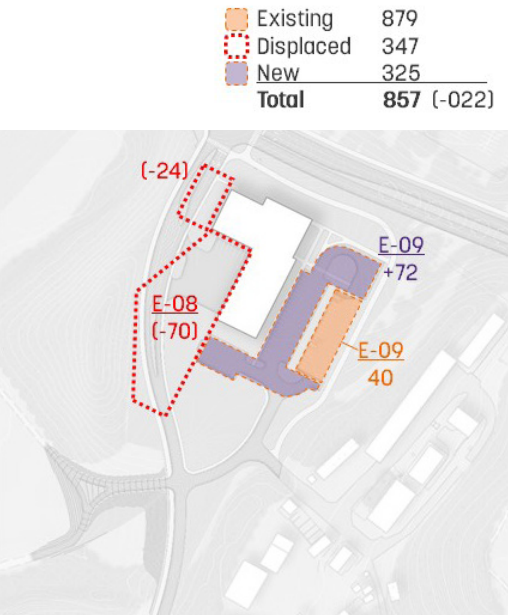 Existing 879
Displaced 347
New 325
Total 857 (-022)
(-24)
E-09
+72
E-08
(-70)
E-09
40